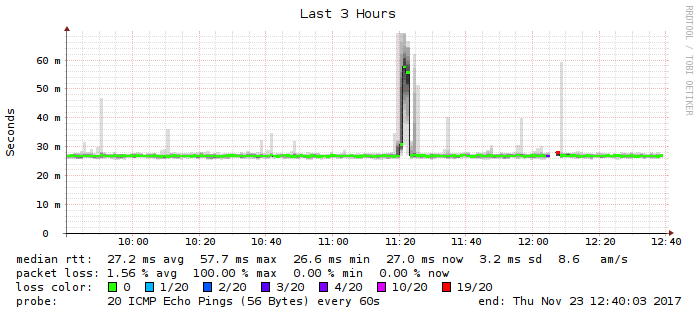 Last 3 Hours
RRDTOOL / TOBI OETIKER
Seconds
60 m
50 m
40 m
30 m
20 m
10 m
0
10:00 10:20 10:40 11:00 11:20 11:40 12:00 12:20 12:40
median rtt: 27.2 ms avg 57.7 ms max 26.6 ms min 27.0 ms now 3.2 ms sd 8.6 am/s
packet loss: 1.56 % avg 100.00 % max 0.00 % min 0.00 % now
loss color: 0 1/20 2/20 3/20 4/20 10/20 19/20
probe: 20 ICMP Echo Pings (56 Bytes) every 60s end: Thu Nov 23 12:40:03 2017